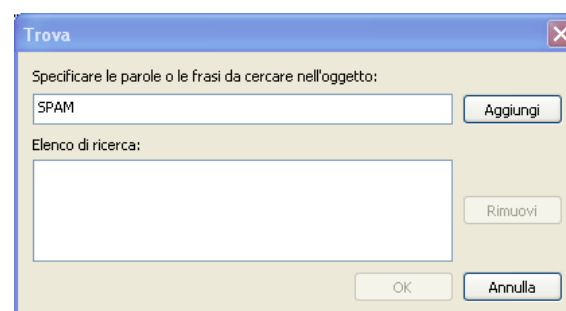 Trova
Specificare le parole o le frasi da cercare nell'oggetto:
SPAM
Aggiungi
Elenco di ricerca:
Rimuovi
OK
Annulla